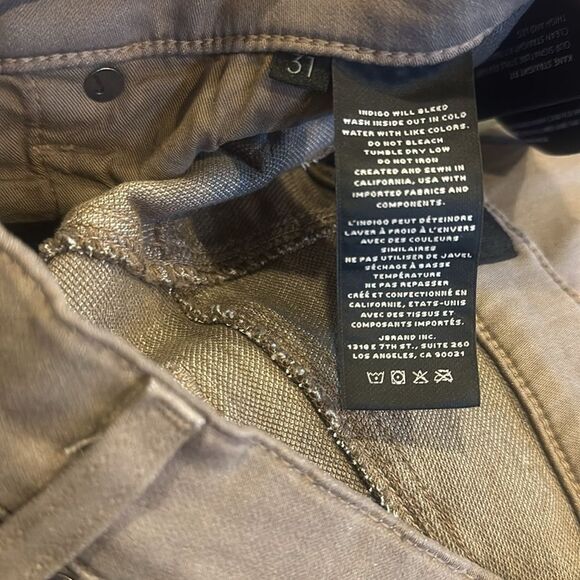 31
INDIGO WILL BLEED
WASH INSIDE OUT IN COLD
WATER WITH LIKE COLORS.
DO NOT BLEACH
TUMBLE DRY LOW
DO NOT IRON
CREATED AND SEWN IN
CALIFORNIA, USA WITH
IMPORTED FABRICS AND
COMPONENTS.
L'INDIGO PEUT DÉTEINDRE
LAVER À FROID À L'ENVERS
AVEC DES COULEURS
SIMILAIRES
NE PAS UTILISER DE JAVEL
SÉCHAGE À BASSE
TEMPÉRATURE
NE PAS REPASSER
CRÉÉ ET CONFECTIONNÉ EN
CALIFORNIE, ETATS-UNIS
AVEC DES TISSUS ET
COMPOSANTS IMPORTÉS.
JBRAND INC.
1318 E 7TH ST., SUITE 260
LOS ANGELES, CA 90021
KANE STRAIGHT FIT